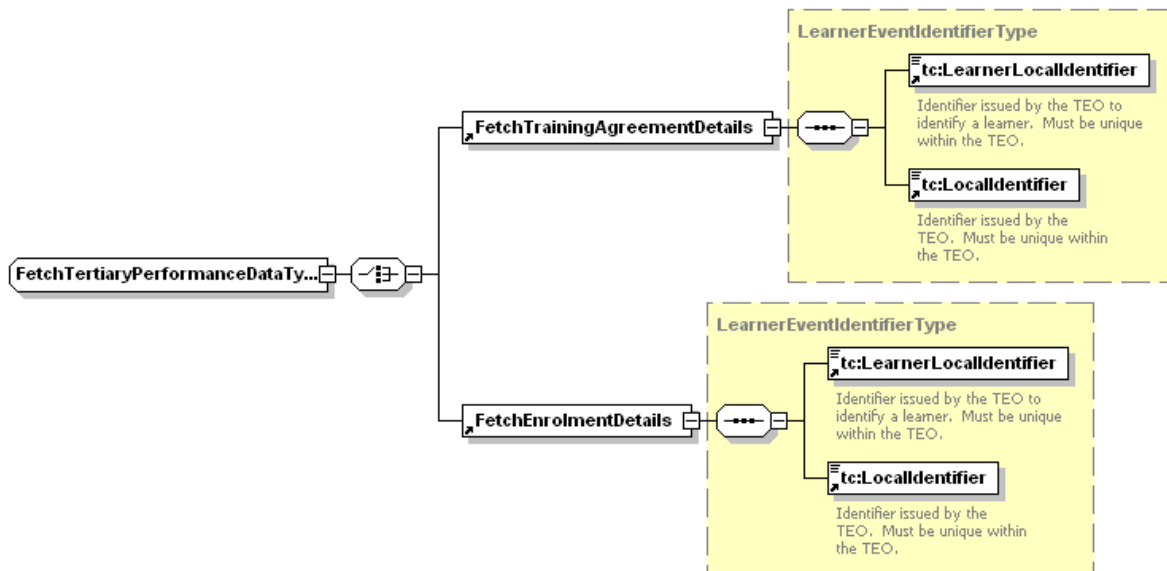 LearnerEventIdentifierType
tc:LearnerLocalIdentifier
Identifier issued by the TEO to
identify a learner.  Must be unique
within the TEO.
FetchTrainingAgreementDetails
tc:LocalIdentifier
Identifier issued by the
TEO.  Must be unique within
the TEO.
FetchTertiaryPerformanceDataTy...
LearnerEventIdentifierType
tc:LearnerLocalIdentifier
Identifier issued by the TEO to
identify a learner.  Must be unique
within the TEO.
FetchEnrolmentDetails
tc:LocalIdentifier
Identifier issued by the
TEO.  Must be unique within
the TEO.